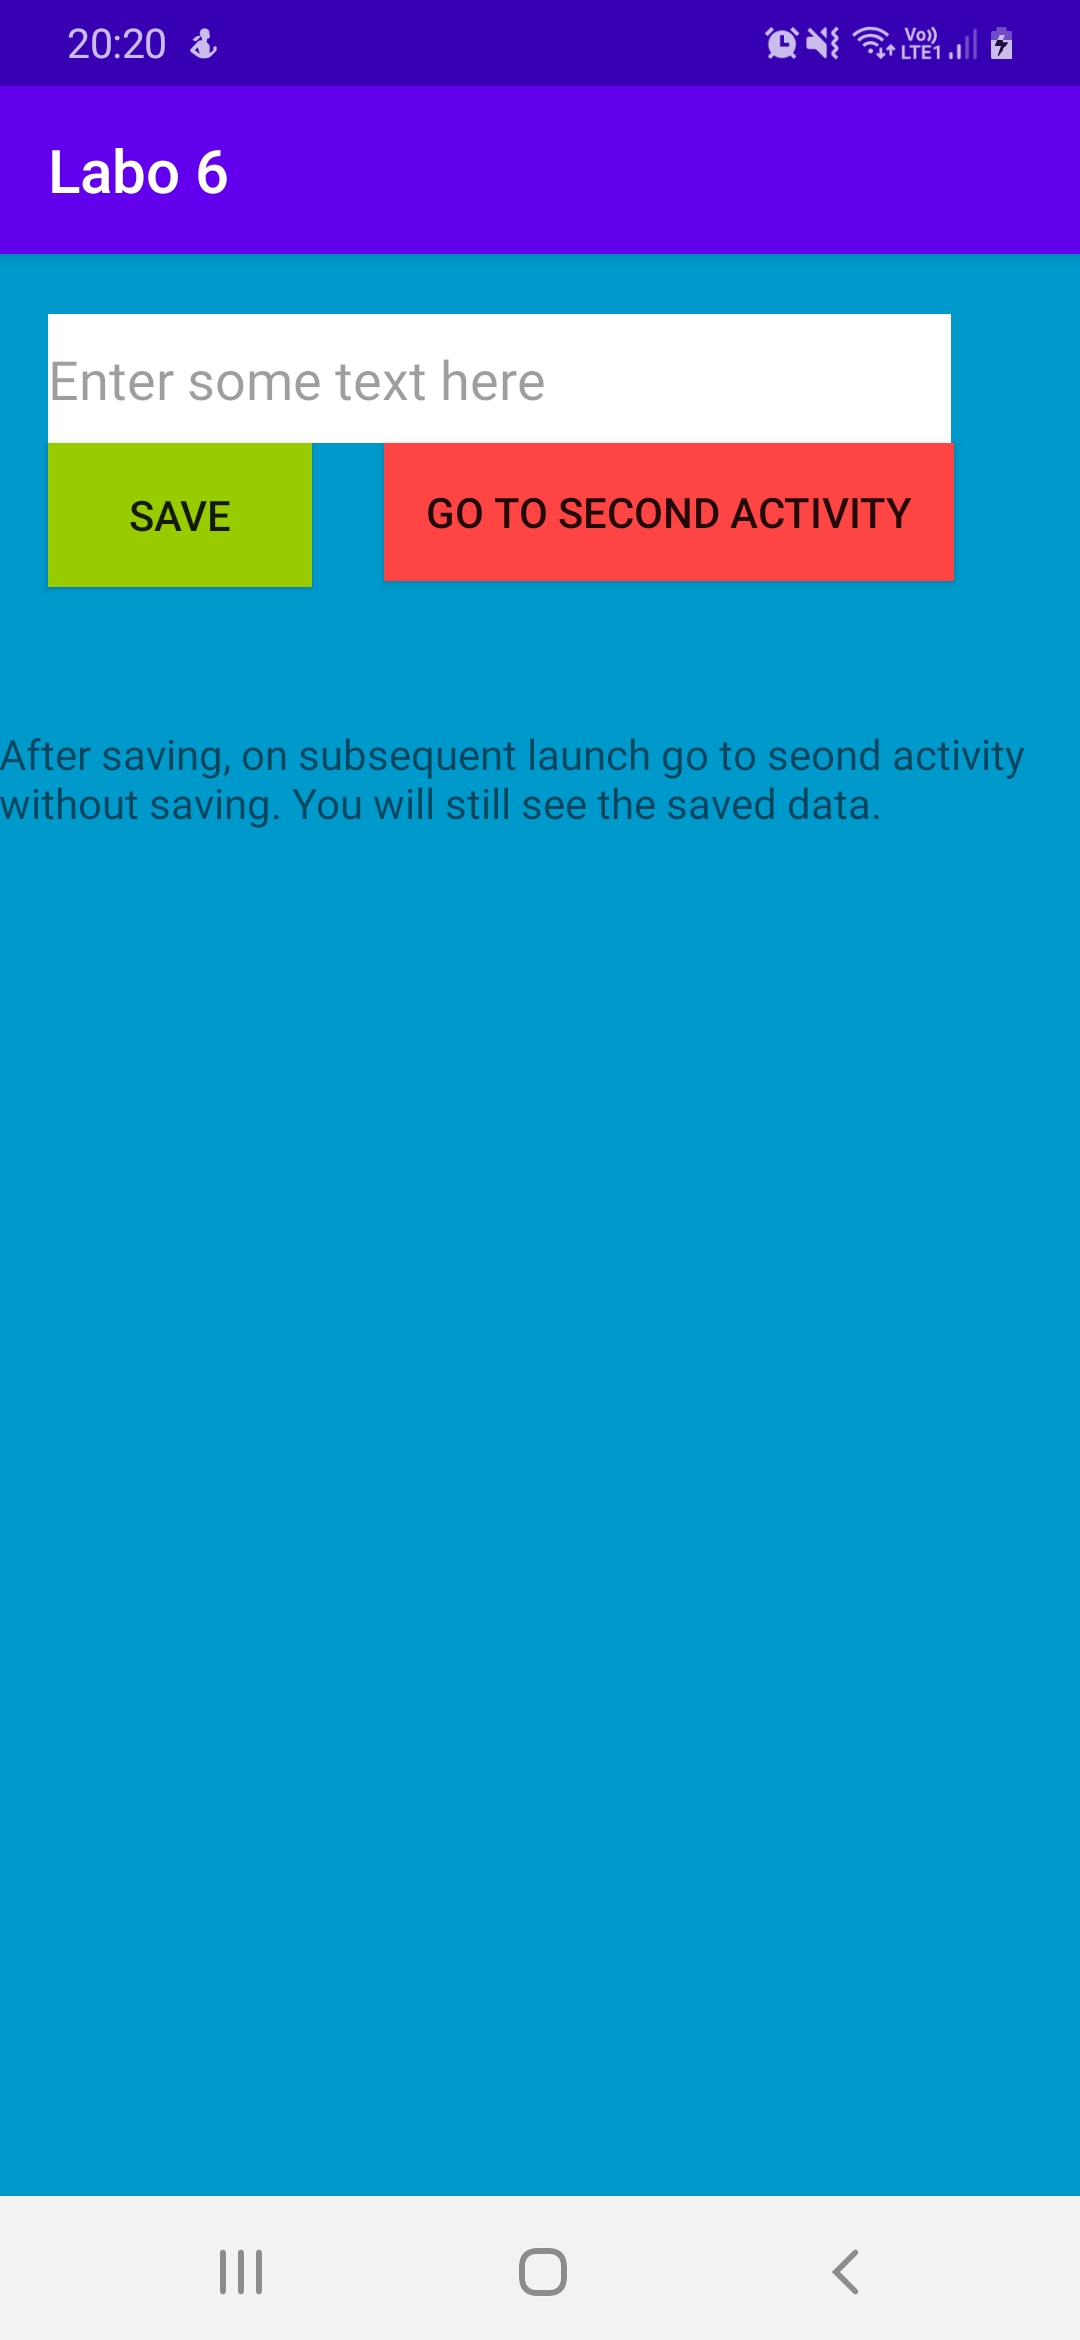 20:20
Vo)) LTE1
Labo 6
Enter some text here
SAVE
GO TO SECOND ACTIVITY
After saving, on subsequent launch go to seond activity
without saving. You will still see the saved data.